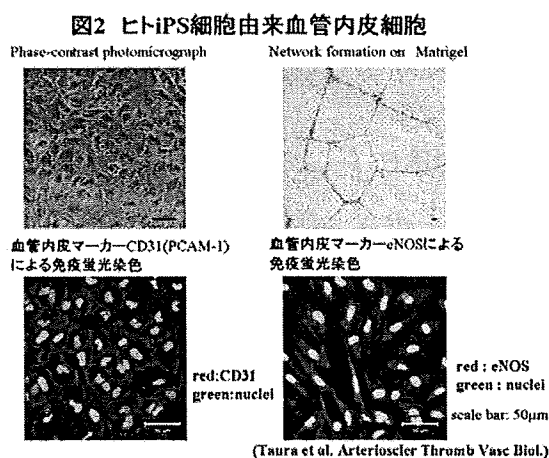 図2 ヒトiPS細胞由来血管内皮細胞
Phase-contrast photomicrograph
Network formation on Matrigel
血管内皮マーカーCD31(PCAM-1)
による免疫蛍光染色
血管内皮マーカーeNOSによる
免疫蛍光染色
red:CD31
green:nuclei
red : eNOS
green : nuclei
scale bar: 50μm
(Taura et al. Arterioscler Thromb Vasc Biol.)